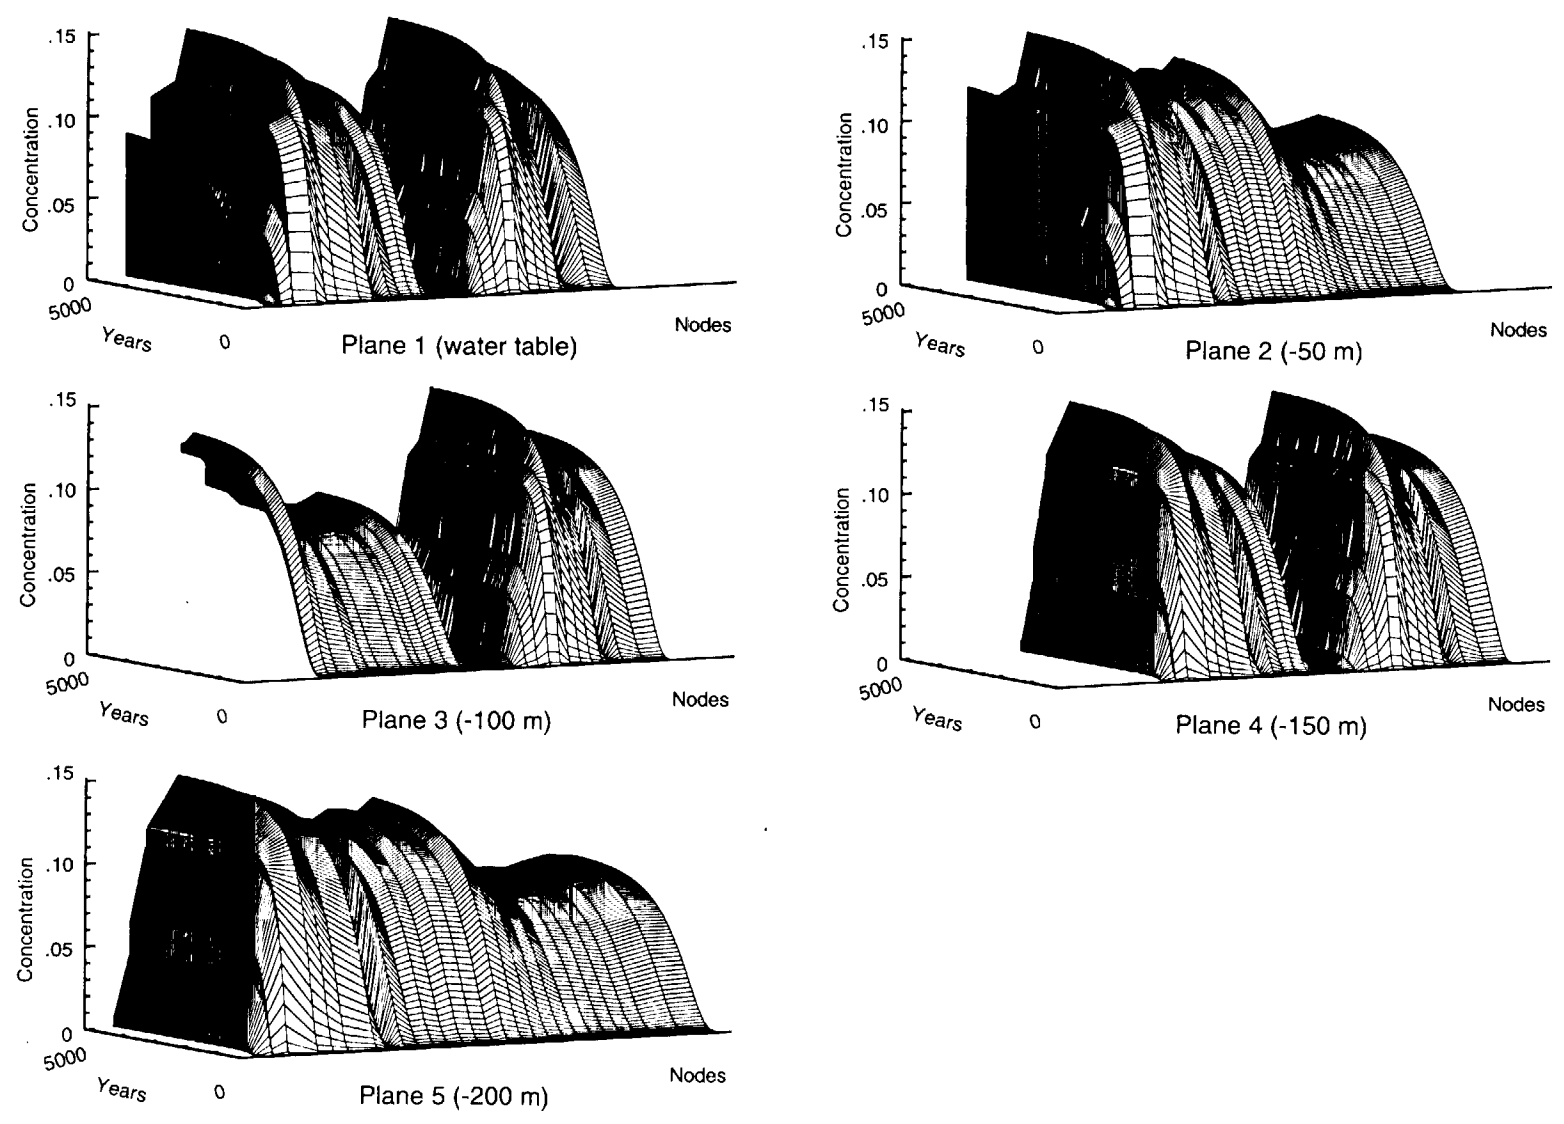 .15
.10
.05
0
Concentration
5000
Years
0
Nodes
Plane 1 (water table)
.15
.10
.05
0
Concentration
5000
Years
0
Nodes
Plane 2 (-50 m)
.15
.10
.05
0
Concentration
5000
Years
0
Nodes
Plane 3 (-100 m)
.15
.10
.05
0
Concentration
5000
Years
0
Nodes
Plane 4 (-150 m)
.15
.10
.05
0
Concentration
5000
Years
0
Nodes
Plane 5 (-200 m)